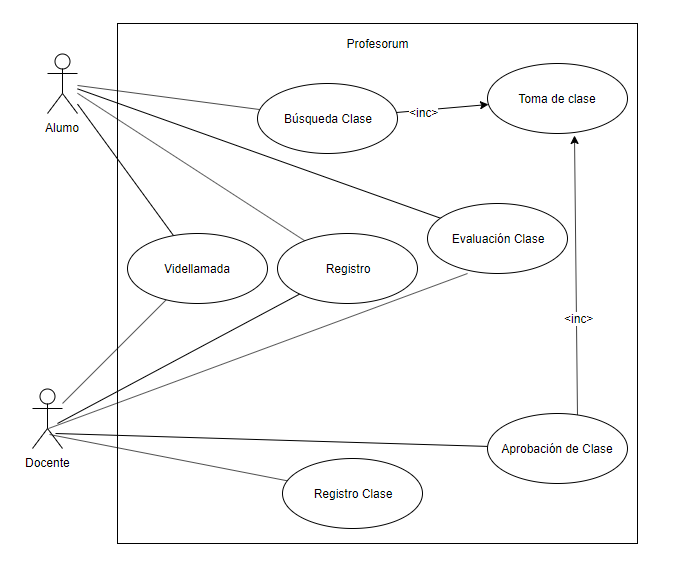 Profesorum
Alumo
Búsqueda Clase
<inc>
Toma de clase
Videllamada
Registro
Evaluación Clase
<inc>
Docente
Aprobación de Clase
Registro Clase